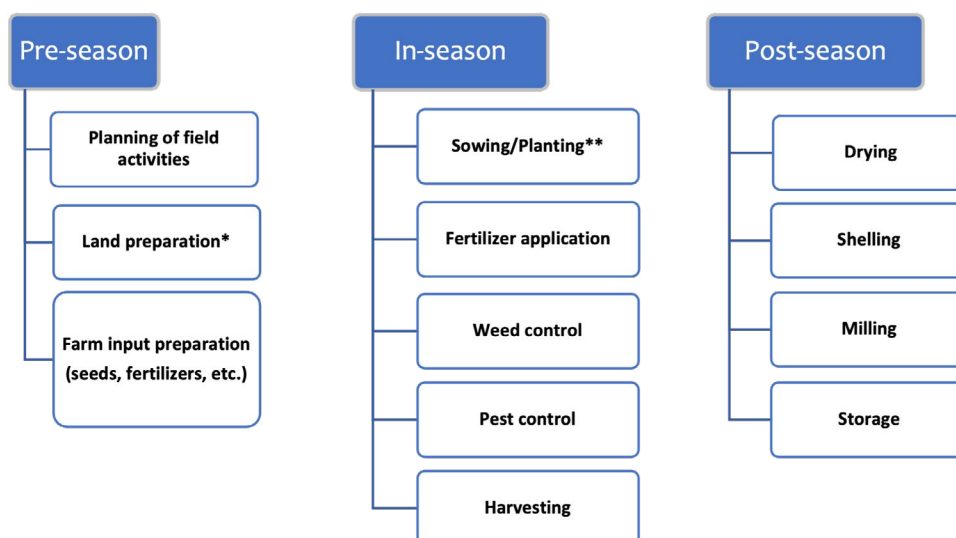 Pre-season
Planning of field
activities
Land preparation*
Farm input preparation
(seeds, fertilizers, etc.)
In-season
Sowing/Planting**
Fertilizer application
Weed control
Pest control
Harvesting
Post-season
Drying
Shelling
Milling
Storage